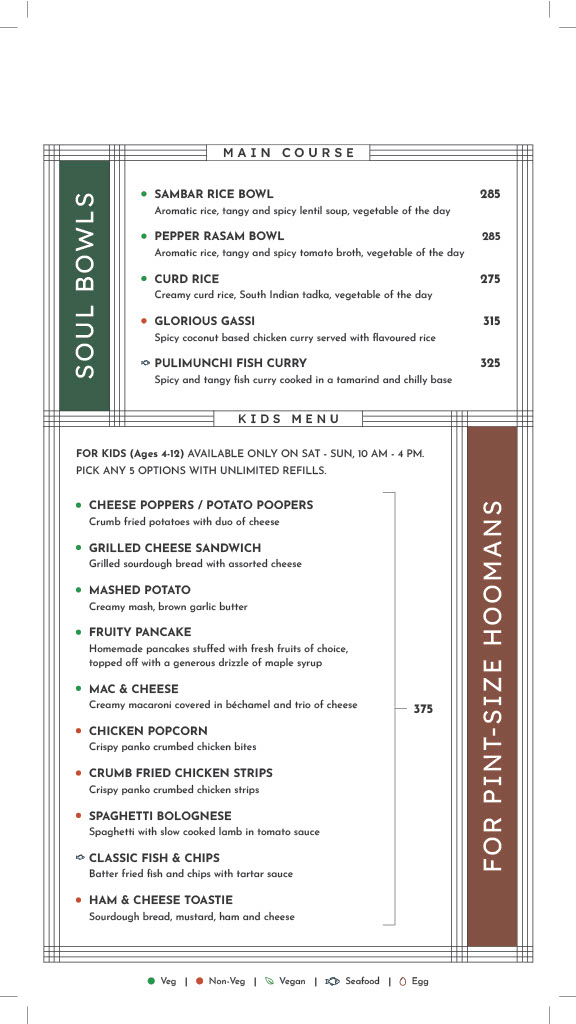 MAIN COURSE
SOUL BOWLS
SAMBAR RICE BOWL 285
Aromatic rice, tangy and spicy lentil soup, vegetable of the day
PEPPER RASAM BOWL 285
Aromatic rice, tangy and spicy tomato broth, vegetable of the day
CURD RICE 275
Creamy curd rice, South Indian tadka, vegetable of the day
GLORIOUS GASSI 315
Spicy coconut based chicken curry served with flavoured rice
PULIMUNCHI FISH CURRY 325
Spicy and tangy fish curry cooked in a tamarind and chilly base
KIDS MENU
FOR PINT-SIZE HOOMANS
FOR KIDS (Ages 4-12) AVAILABLE ONLY ON SAT - SUN, 10 AM - 4 PM.
PICK ANY 5 OPTIONS WITH UNLIMITED REFILLS.
CHEESE POPPERS / POTATO POOPERS
Crumb fried potatoes with duo of cheese
GRILLED CHEESE SANDWICH
Grilled sourdough bread with assorted cheese
MASHED POTATO
Creamy mash, brown garlic butter
FRUITY PANCAKE
Homemade pancakes stuffed with fresh fruits of choice,
topped off with a generous drizzle of maple syrup
MAC & CHEESE
Creamy macaroni covered in béchamel and trio of cheese
375
CHICKEN POPCORN
Crispy panko crumbed chicken bites
CRUMB FRIED CHICKEN STRIPS
Crispy panko crumbed chicken strips
SPAGHETTI BOLOGNESE
Spaghetti with slow cooked lamb in tomato sauce
CLASSIC FISH & CHIPS
Batter fried fish and chips with tartar sauce
HAM & CHEESE TOASTIE
Sourdough bread, mustard, ham and cheese
Veg | Non-Veg | Vegan | Seafood | Egg